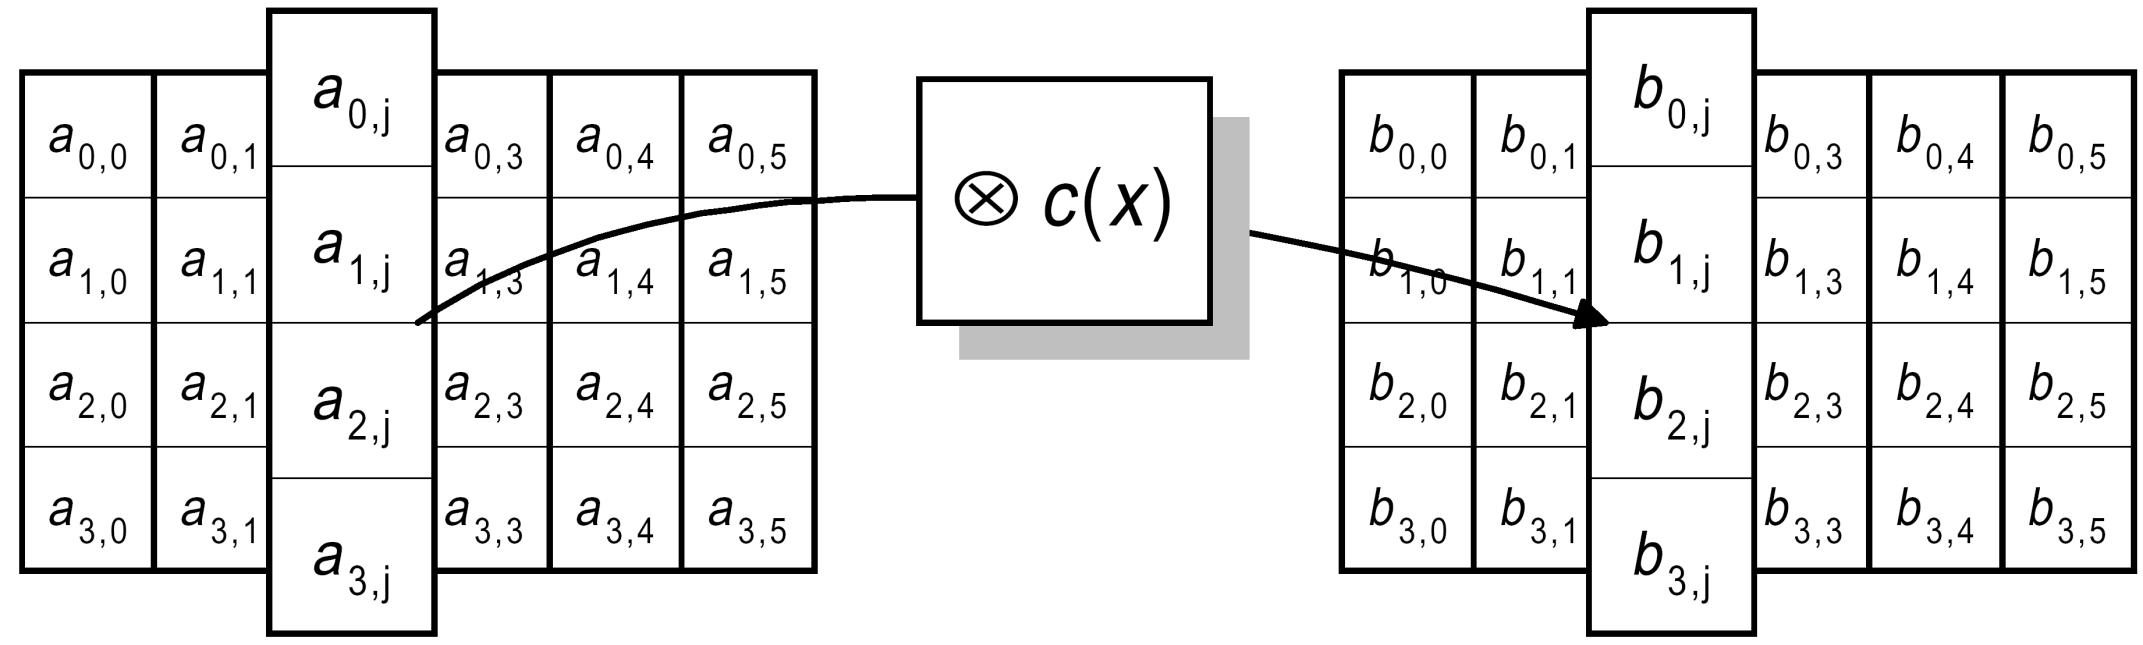 a0,j b0,j
a0,0 a0,1 a0,3 a0,4 a0,5 b0,0 b0,1 b0,3 b0,4 b0,5
⊗ c(x)
a1,j b1,j
a1,0 a1,1 a1,3 a1,4 a1,5 b1,0 b1,1 b1,3 b1,4 b1,5
a2,j b2,j
a2,0 a2,1 a2,3 a2,4 a2,5 b2,0 b2,1 b2,3 b2,4 b2,5
a3,0 a3,1 a3,3 a3,4 a3,5 b3,0 b3,1 b3,3 b3,4 b3,5
a3,j b3,j